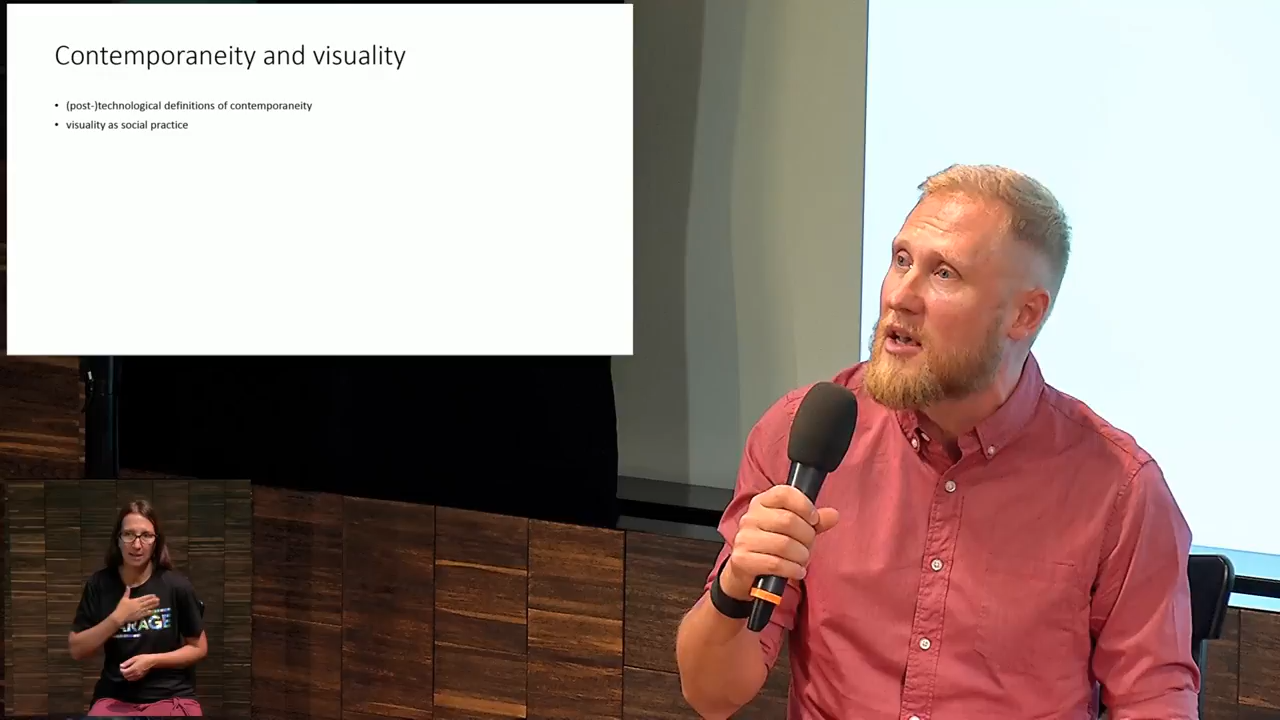 Contemporaneity and visuality
• (post-)technological definitions of contemporaneity
• visuality as social practice